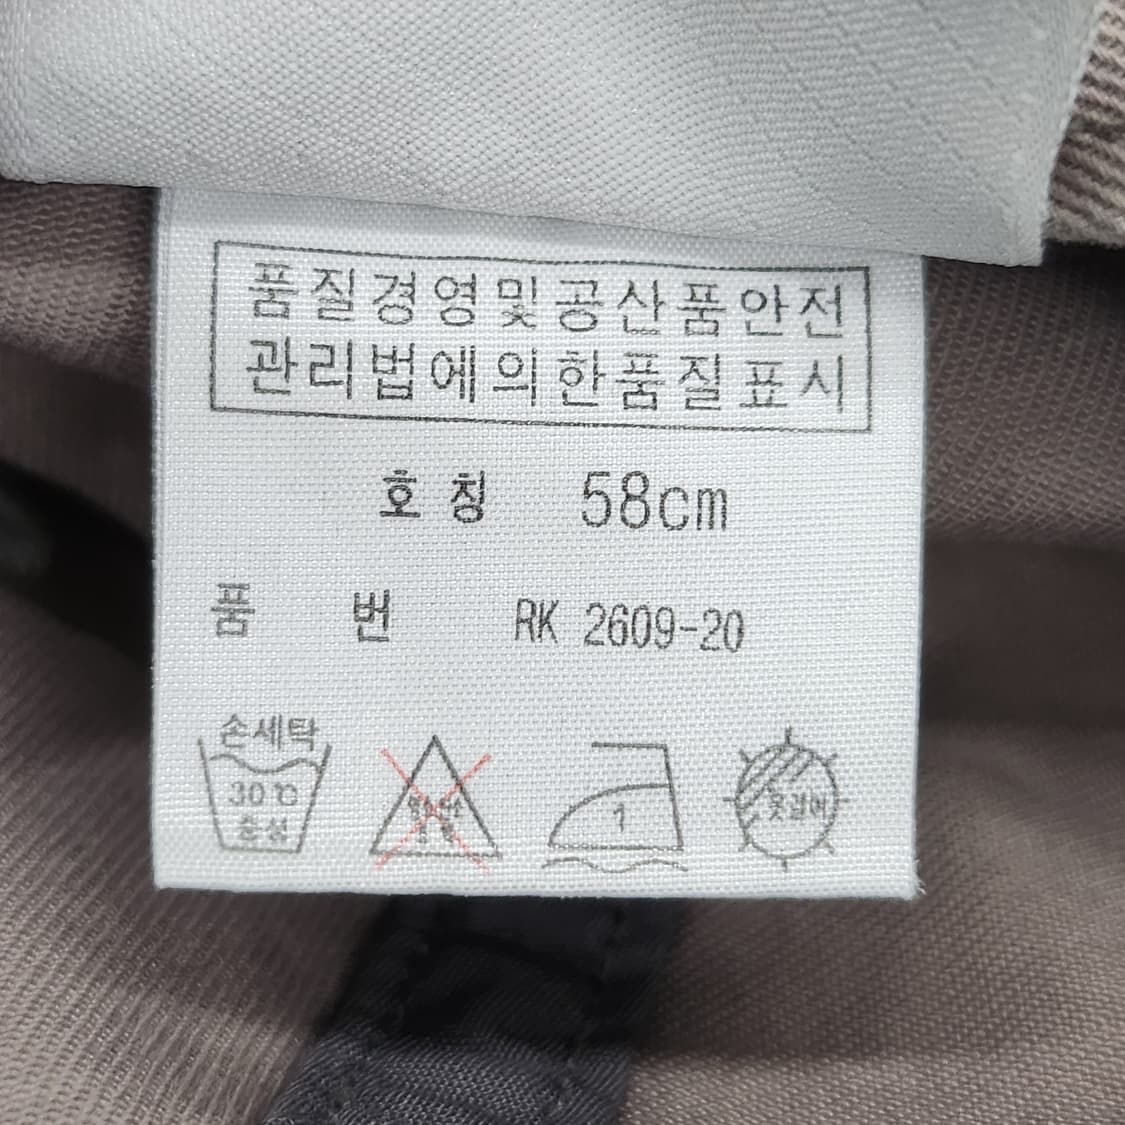 품질경영및공산품안전
관리법에의한품질표시
호칭 58cm
품 번 RK 2609-20
손세탁
30℃
중성
1
옷걸이